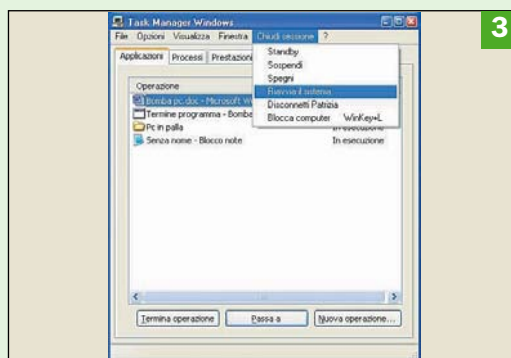 3
Task Manager Windows
File Opzioni Visualizza Finestra Chiudi sessione ?
Standby
Sospendi
Spegni
Riavvia il sistema
Disconnetti Patrizia
Blocca computer WinKey+L
Applicazioni Processi Prestazioni
Operazione
Bomba pc.doc - Microsoft
Termine programma - Bomba
Pc in palla In esecuzione
Senza nome - Blocco note In esecuzione
Termina operazione Passa a Nuova operazione...